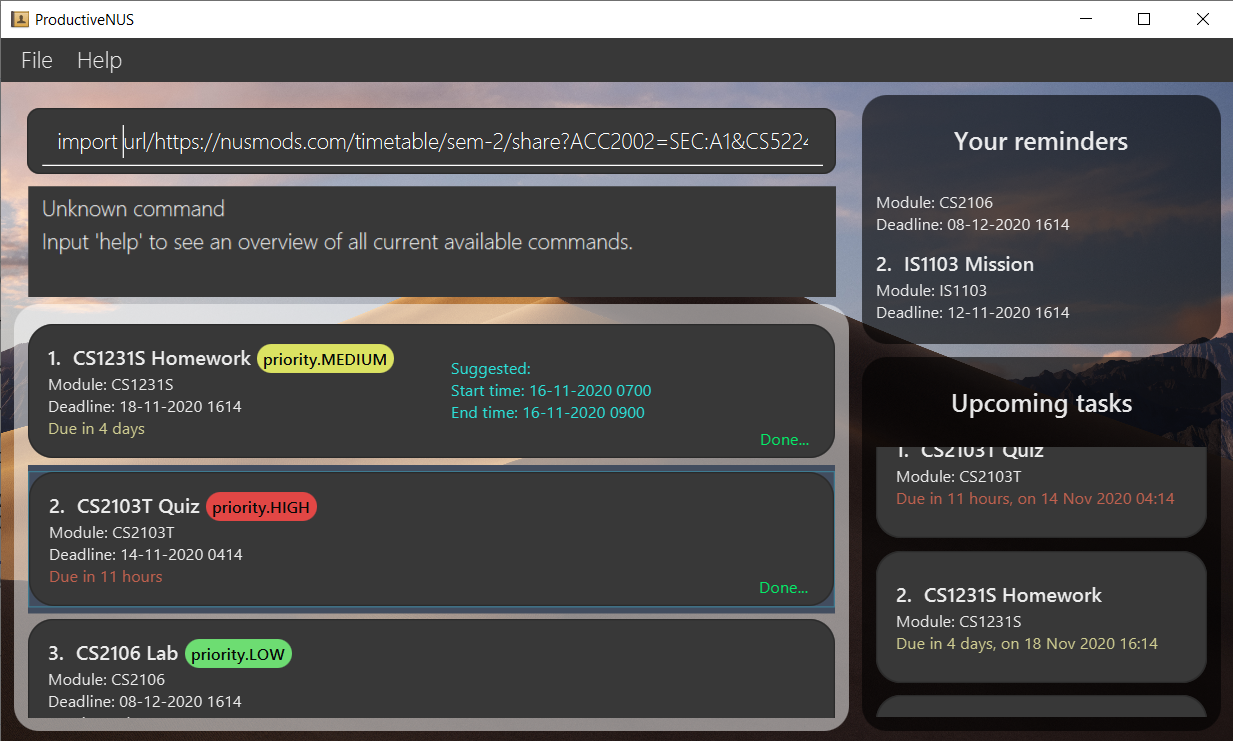 ProductiveNUS
File Help
import url/https://nusmods.com/timetable/sem-2/share?ACC2002=SEC:A1&CS5224
Unknown command
Input 'help' to see an overview of all current available commands.
1. CS1231S Homework priority.MEDIUM
Module: CS1231S
Deadline: 18-11-2020 1614
Due in 4 days
Suggested:
Start time: 16-11-2020 0700
End time: 16-11-2020 0900
Done...
2. CS2103T Quiz priority.HIGH
Module: CS2103T
Deadline: 14-11-2020 0414
Due in 11 hours
Done...
3. CS2106 Lab priority.LOW
Module: CS2106
Deadline: 08-12-2020 1614
Your reminders
Module: CS2106
Deadline: 08-12-2020 1614
2. IS1103 Mission
Module: IS1103
Deadline: 12-11-2020 1614
Upcoming tasks
1. CS2103T Quiz
Module: CS2103T
Due in 11 hours, on 14 Nov 2020 04:14
2. CS1231S Homework
Module: CS1231S
Due in 4 days, on 18 Nov 2020 16:14